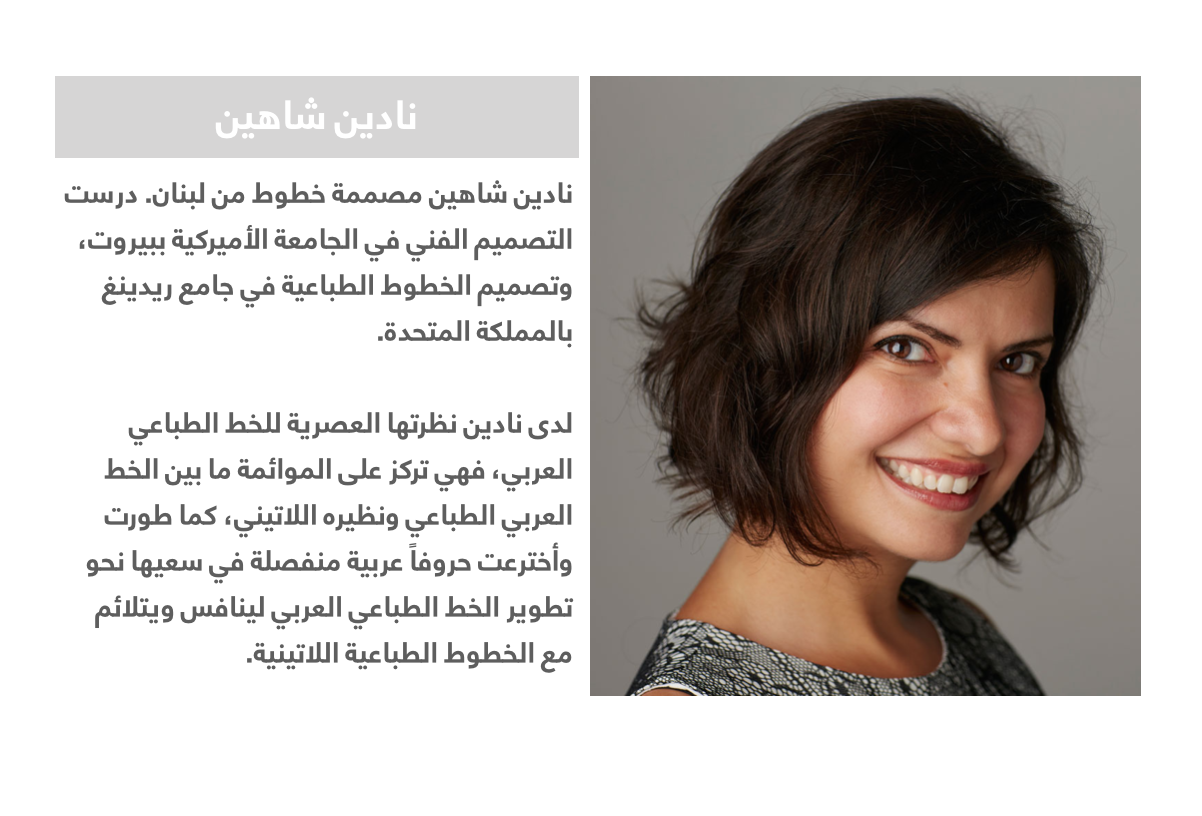 نادين شاهين
نادين شاهين مصممة خطوط من لبنان. درست
التصميم الفني في الجامعة الأميركية ببيروت،
وتصميم الخطوط الطباعية في جامع ريدينغ
بالمملكة المتحدة.
لدى نادين نظرتها العصرية للخط الطباعي
العربي، فهي تركز على الموائمة ما بين الخط
العربي الطباعي ونظيره اللاتيني، كما طورت
وأخترعت حروفاً عربية منفصلة في سعيها نحو
تطوير الخط الطباعي العربي لينافس ويتلائم
مع الخطوط الطباعية اللاتينية.